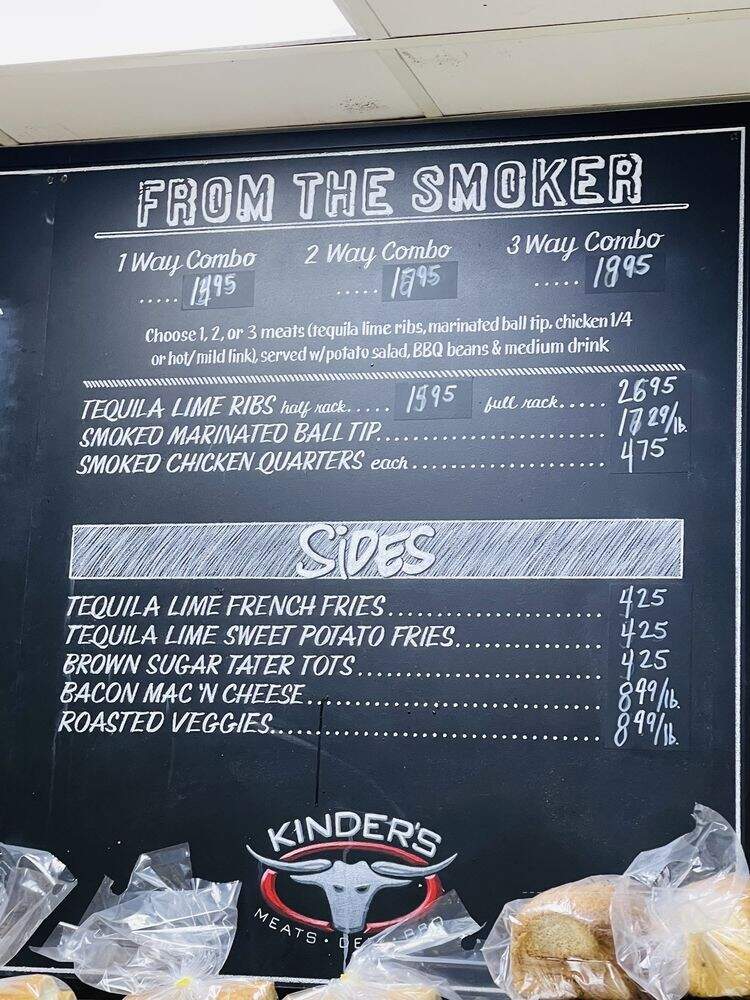 FROM THE SMOKER
1 Way Combo 2 Way Combo 3 Way Combo
..... ..... ..... 1895
Choose 1, 2, or 3 meats (tequila lime ribs, marinated ball tip, chicken 1/4
or hot/mild link), served w/potato salad, BBQ beans & medium drink
TEQUILA LIME RIBS half rack..... full rack..... 2695
SMOKED MARINATED BALL TIP..............................
SMOKED CHICKEN QUARTERS each......................... 475
SIDES
TEQUILA LIME FRENCH FRIES........................... 425
TEQUILA LIME SWEET POTATO FRIES.................. 425
BROWN SUGAR TATER TOTS.............................. 425
BACON MAC 'N CHEESE.................................... 899/lb.
ROASTED VEGGIES.......................................... 899/lb.
KINDER'S
MEATS • DELI • BBQ